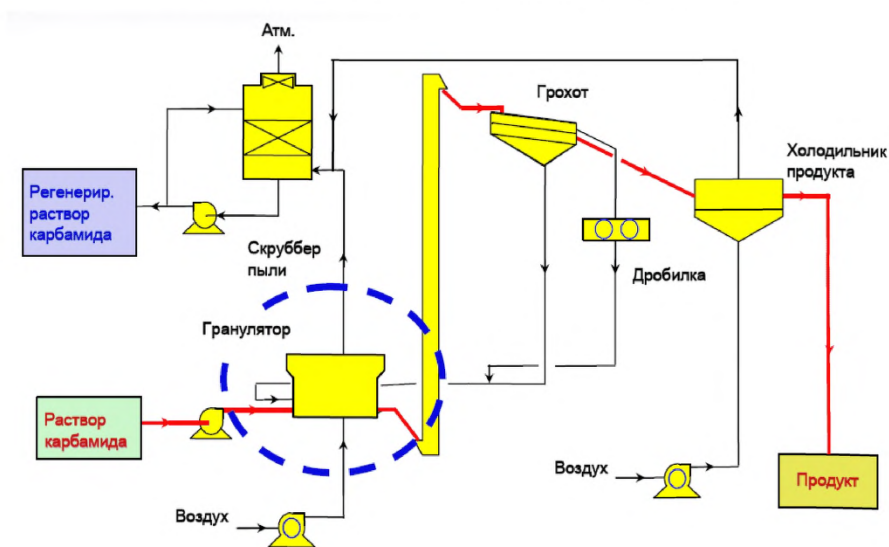 Атм.
Грохот
Холодильник
продукта
Регенерир.
раствор
карбамида
Скруббер
пыли
Дробилка
Гранулятор
Раствор
карбамида
Воздух
Воздух
Продукт